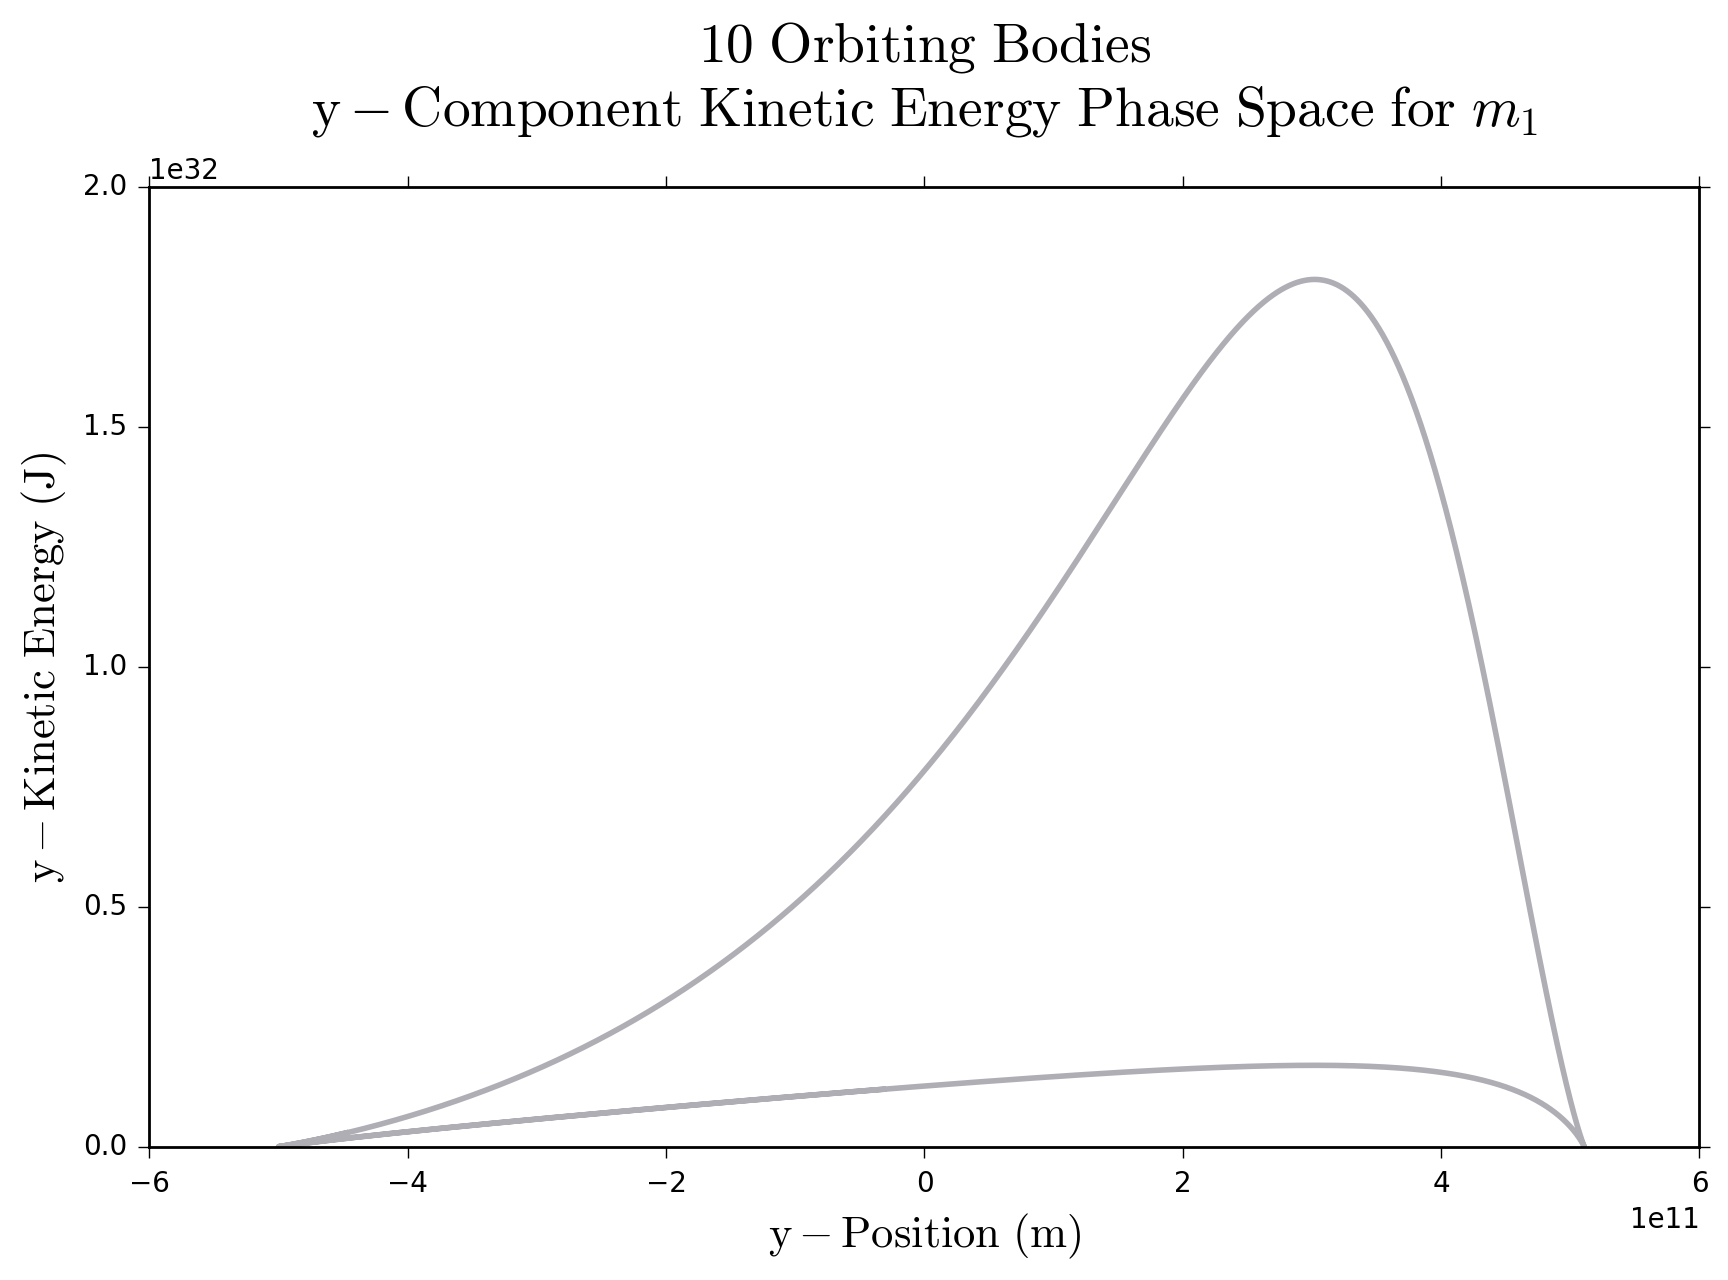 10 Orbiting Bodies
y − Component Kinetic Energy Phase Space for m₁
1e32
2.0
1.5
1.0
0.5
0.0
y − Kinetic Energy (J)
−6 −4 −2 0 2 4 6
1e11
y − Position (m)